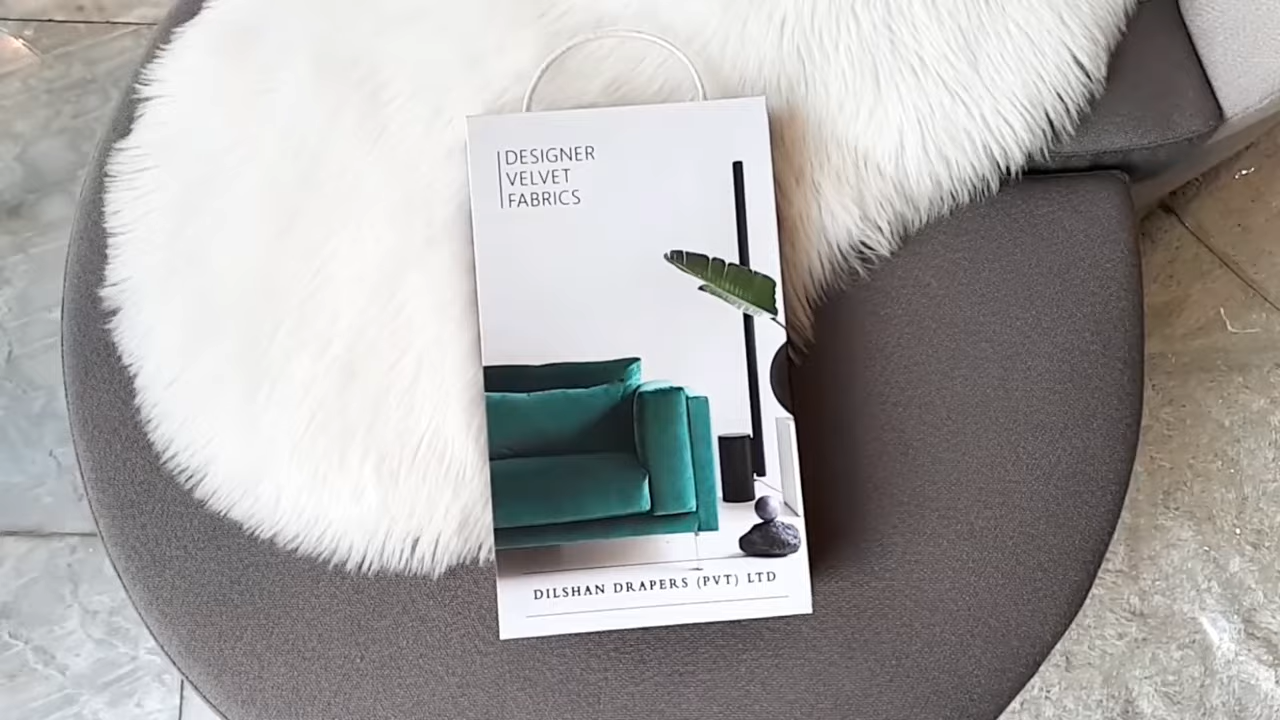 DESIGNER
VELVET
FABRICS
DILSHAN DRAPERS (PVT) LTD